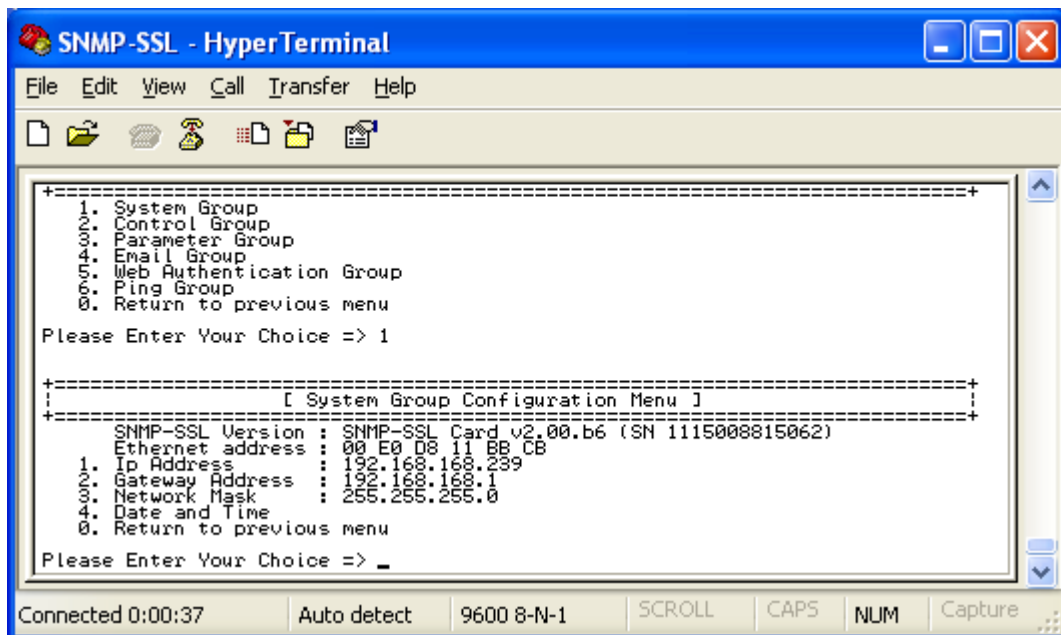 SNMP-SSL - HyperTerminal
File Edit View Call Transfer Help
+=========================================================================+
1. System Group
2. Control Group
3. Parameter Group
4. Email Group
5. Web Authentication Group
6. Ping Group
0. Return to previous menu
Please Enter Your Choice => 1
+=========================================================================+
¦ [ System Group Configuration Menu ] ¦
+=========================================================================+
SNMP-SSL Version : SNMP-SSL Card v2.00.b6 (SN 1115008815062)
Ethernet address : 00 E0 D8 11 BB CB
1. Ip Address : 192.168.168.239
2. Gateway Address : 192.168.168.1
3. Network Mask : 255.255.255.0
4. Date and Time
0. Return to previous menu
Please Enter Your Choice => _
Connected 0:00:37 Auto detect 9600 8-N-1 SCROLL CAPS NUM Capture